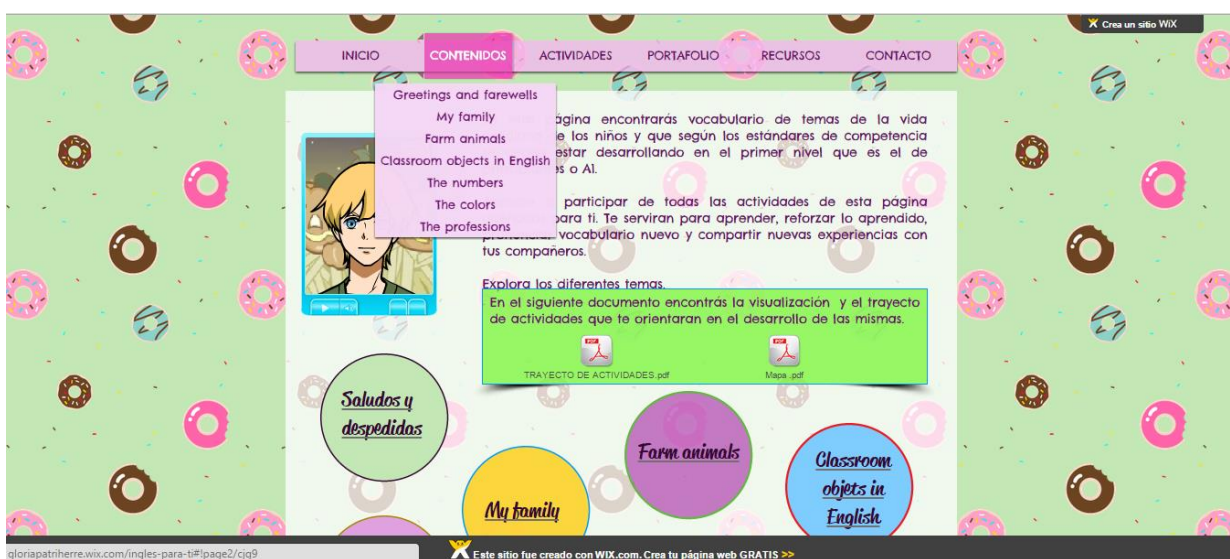 Crea un sitio WiX
INICIO CONTENIDOS ACTIVIDADES PORTAFOLIO RECURSOS CONTACTO
Greetings and farewells
My family
Farm animals
Classroom objects in English
The numbers
The colors
The professions
encontrarás vocabulario de temas de la vida
los niños y que según los estándares de competencia
estar desarrollando en el primer nivel que es el de
o A1.
participar de todas las actividades de esta página
para ti. Te serviran para aprender, reforzar lo aprendido,
vocabulario nuevo y compartir nuevas experiencias con
tus compañeros.
Explora los diferentes temas.
En el siguiente documento encontrás la visualización y el trayecto
de actividades que te orientaran en el desarrollo de las mismas.
TRAYECTO DE ACTIVIDADES.pdf
Mapa .pdf
Saludos y
despedidas
My family
Farm animals
Classroom
objets in
English
gloriapatriherre.wix.com/ingles-para-ti#!page2/cjg9
Este sitio fue creado con WIX.com. Crea tu página web GRATIS >>